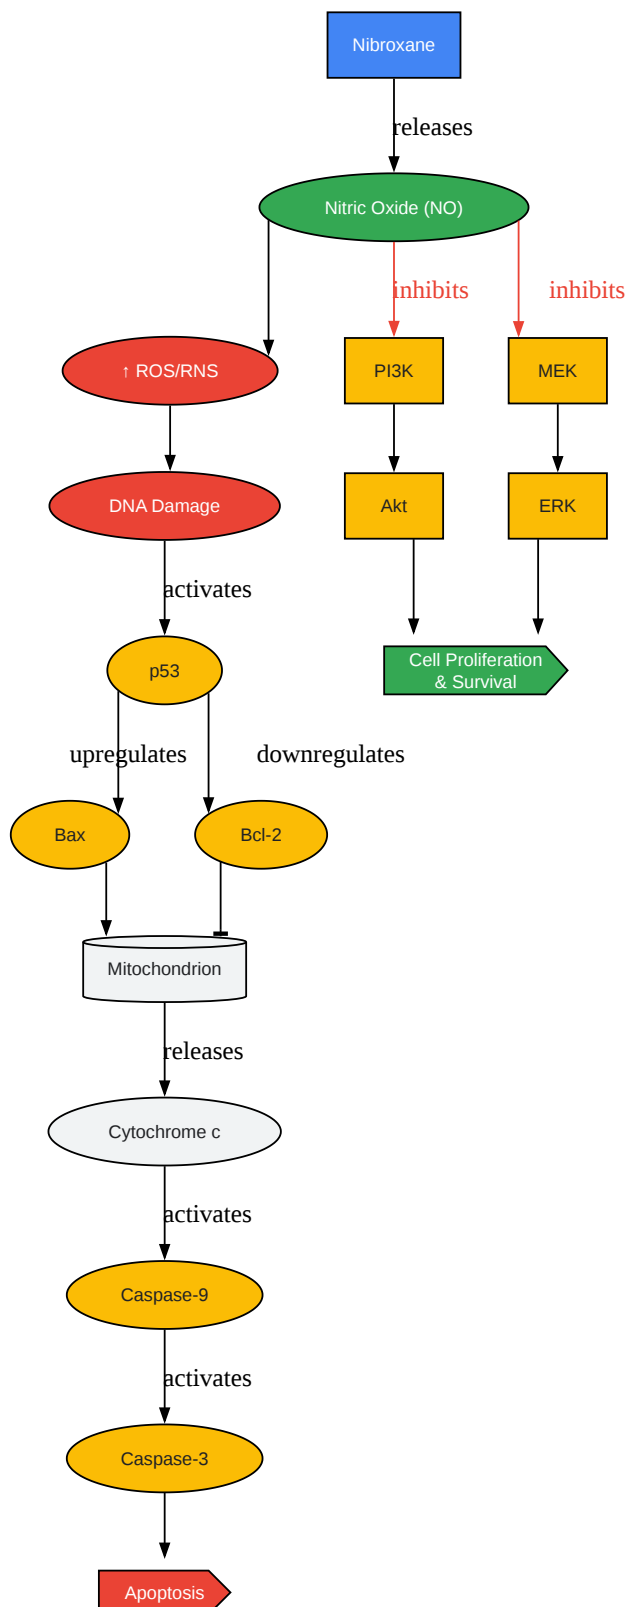 Nibroxane
releases
Nitric Oxide (NO)
inhibits
inhibits
↑ ROS/RNS
PI3K
MEK
DNA Damage
Akt
ERK
activates
Cell Proliferation
& Survival
p53
upregulates
downregulates
Bax
Bcl-2
Mitochondrion
releases
Cytochrome c
activates
Caspase-9
activates
Caspase-3
Apoptosis